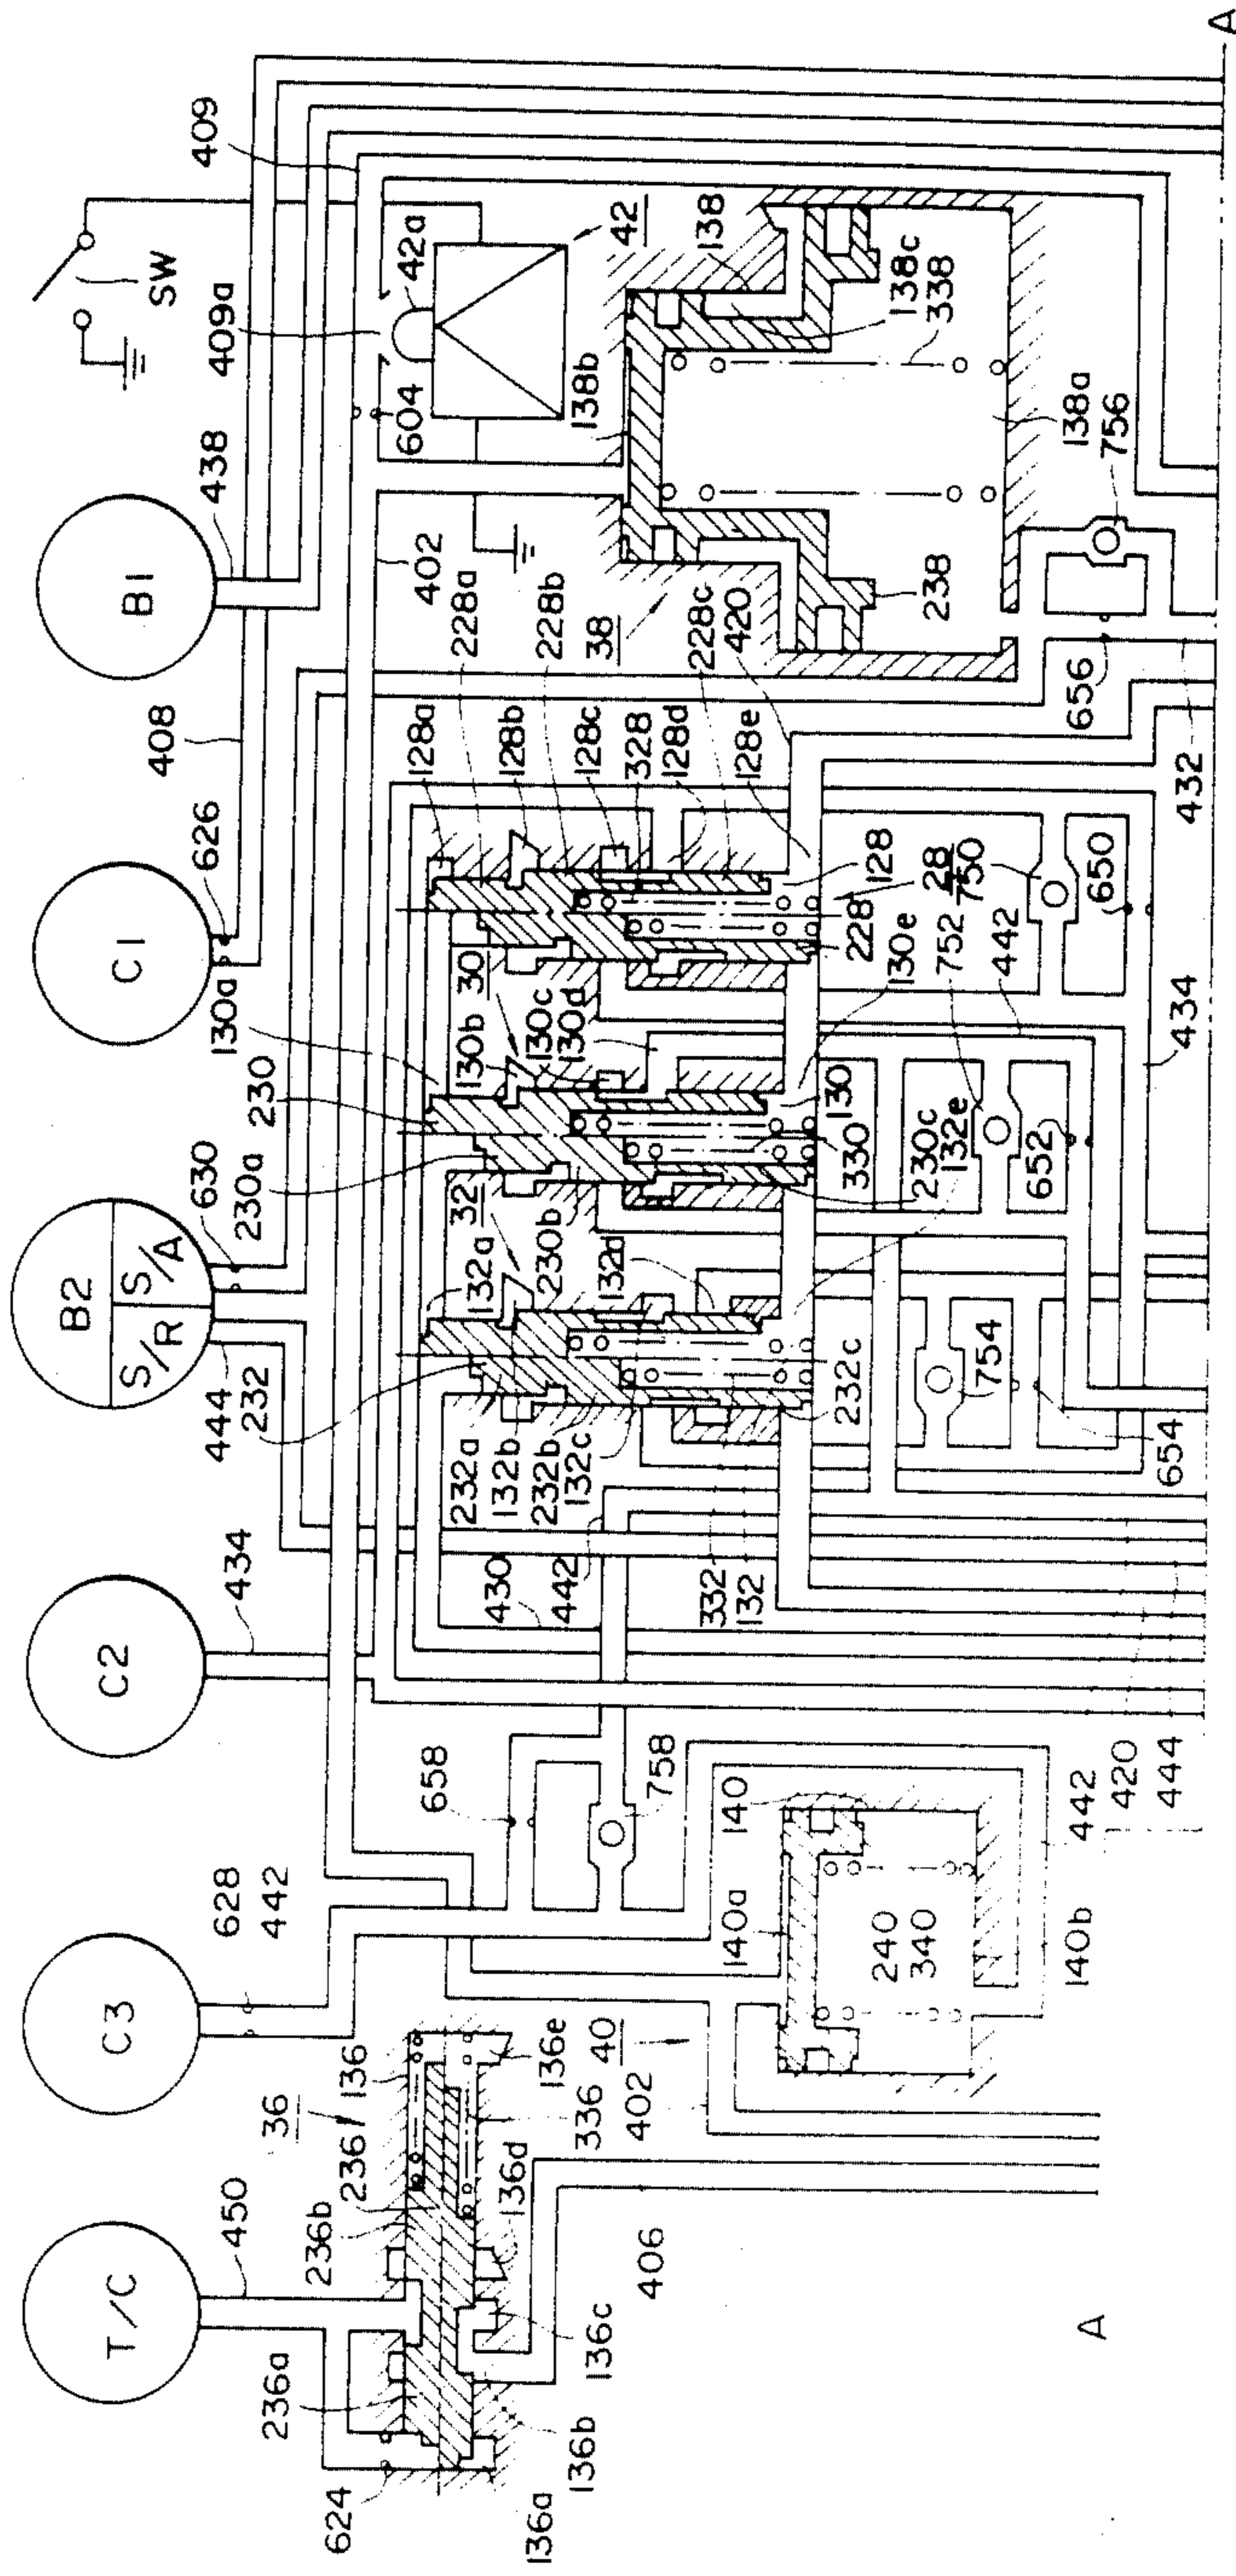 T/C
C3
C2
B2
S/R
S/A
C1
B1
SW
450
236a
236b
236
36
136
624
136a
136b
136c
136d
136e
336
402
406
A
628
442
658
758
40
140a
140
240
340
140b
442
420
444
434
444
232
430
442
332
132
232a
132b
232b
132c
132a
32
132d
232c
754
654
630
230a
230
130a
130b
30
130c
130d
230b
130
330
230c
132e
652
752
130e
442
434
626
408
128a
228a
128b
228b
128c
328
128d
228c
128e
420
128
28
228
750
650
438
402
604
409a
42a
42
409
138b
38
238
138
138c
338
138a
756
656
432
A